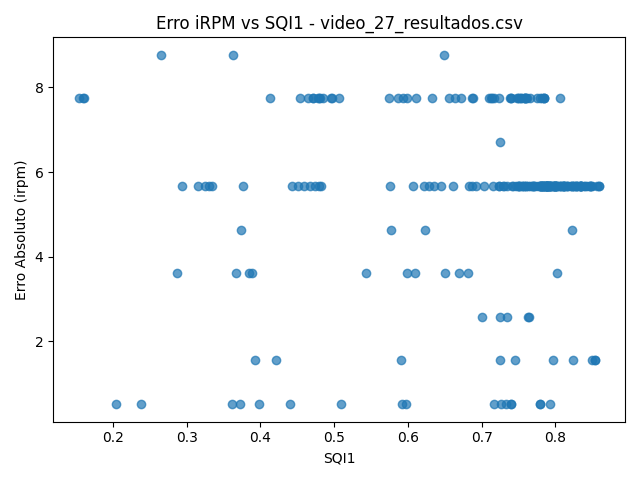 Erro iRPM vs SQI1 - video_27_resultados.csv
Erro Absoluto (irpm)
8
6
4
2
0.2 0.3 0.4 0.5 0.6 0.7 0.8
SQI1